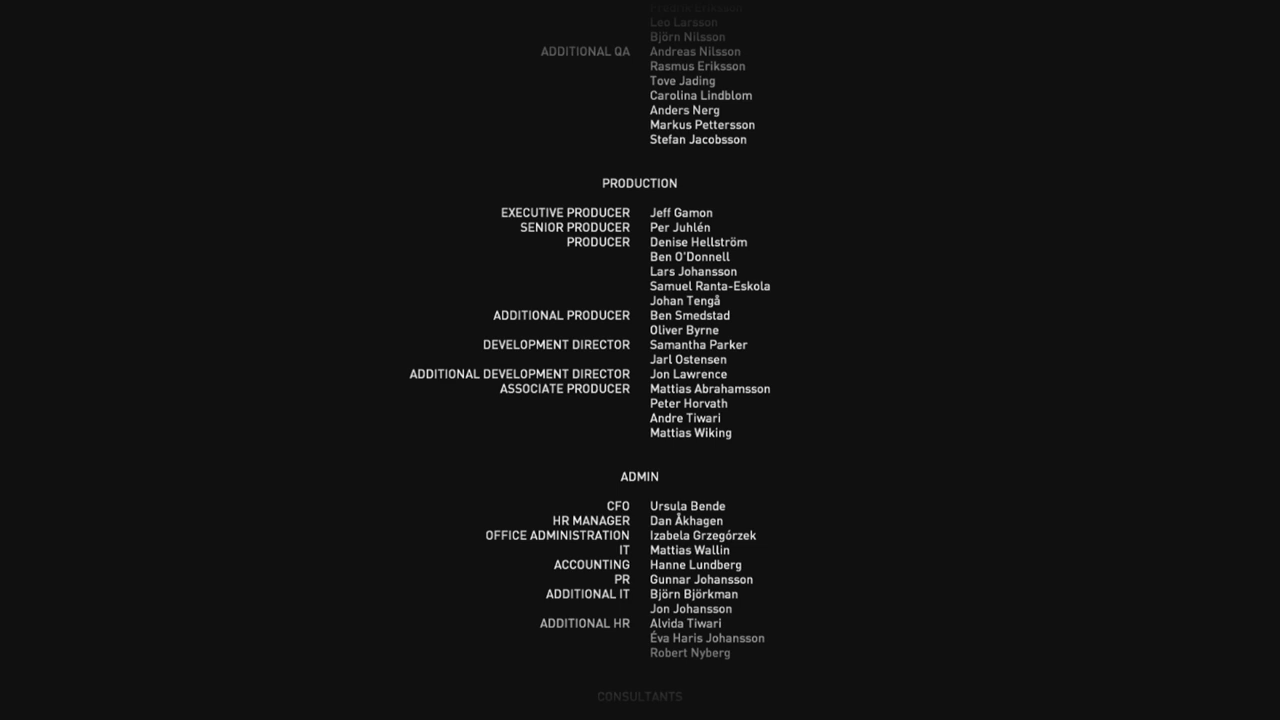 Fredrik Eriksson
Leo Larsson
Björn Nilsson
ADDITIONAL QA Andreas Nilsson
Rasmus Eriksson
Tove Jading
Carolina Lindblom
Anders Nerg
Markus Pettersson
Stefan Jacobsson
PRODUCTION
EXECUTIVE PRODUCER Jeff Gamon
SENIOR PRODUCER Per Juhlén
PRODUCER Denise Hellström
Ben O'Donnell
Lars Johansson
Samuel Ranta-Eskola
Johan Tengå
ADDITIONAL PRODUCER Ben Smedstad
Oliver Byrne
DEVELOPMENT DIRECTOR Samantha Parker
Jarl Ostensen
ADDITIONAL DEVELOPMENT DIRECTOR Jon Lawrence
ASSOCIATE PRODUCER Mattias Abrahamsson
Peter Horvath
Andre Tiwari
Mattias Wiking
ADMIN
CFO Ursula Bende
HR MANAGER Dan Åkhagen
OFFICE ADMINISTRATION Izabela Grzegórzek
IT Mattias Wallin
ACCOUNTING Hanne Lundberg
PR Gunnar Johansson
ADDITIONAL IT Björn Björkman
Jon Johansson
ADDITIONAL HR Alvida Tiwari
Éva Haris Johansson
Robert Nyberg
CONSULTANTS